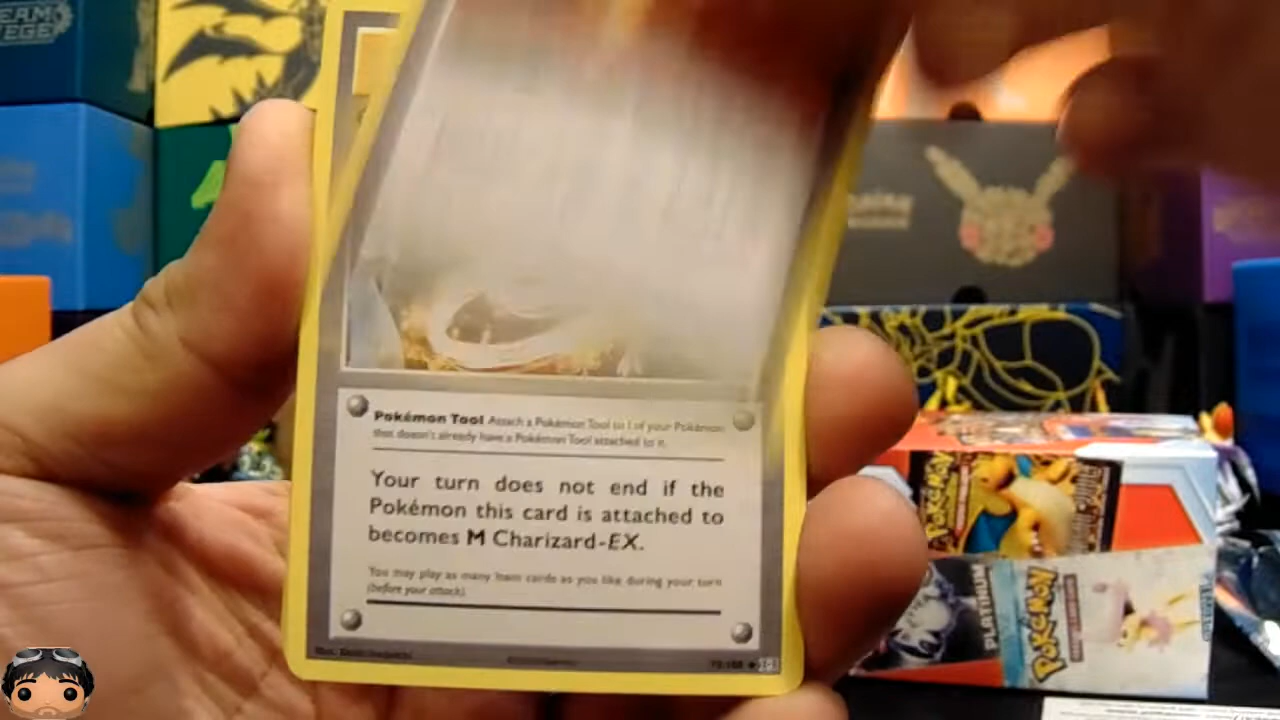 EAM
EGE
Pokémon Tool Attach a Pokémon Tool to 1 of your Pokémon
that doesn't already have a Pokémon Tool attached to it.
Your turn does not end if the
Pokémon this card is attached to
becomes M Charizard-EX.
You may play as many Item cards as you like during your turn
(before your attack).
POKÉMON
PLATINUM
POKÉMON